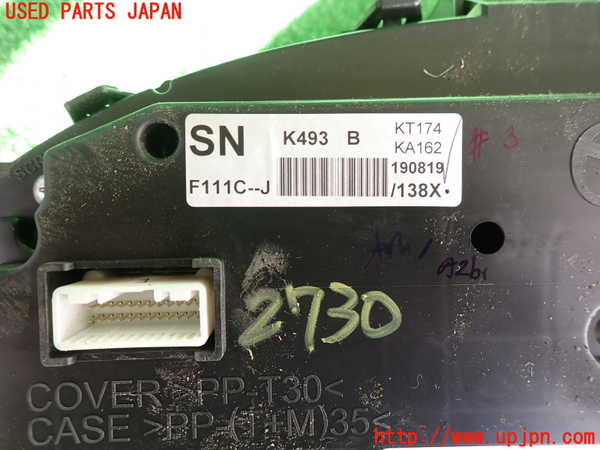 USED PARTS JAPAN
SN K493 B KT174
KA162
190819
F111C--J /138X
# 3
A2bi
2730
COVER >PP-T30<
CASE >PP-(T+M)35<
http://www.upjpn.com